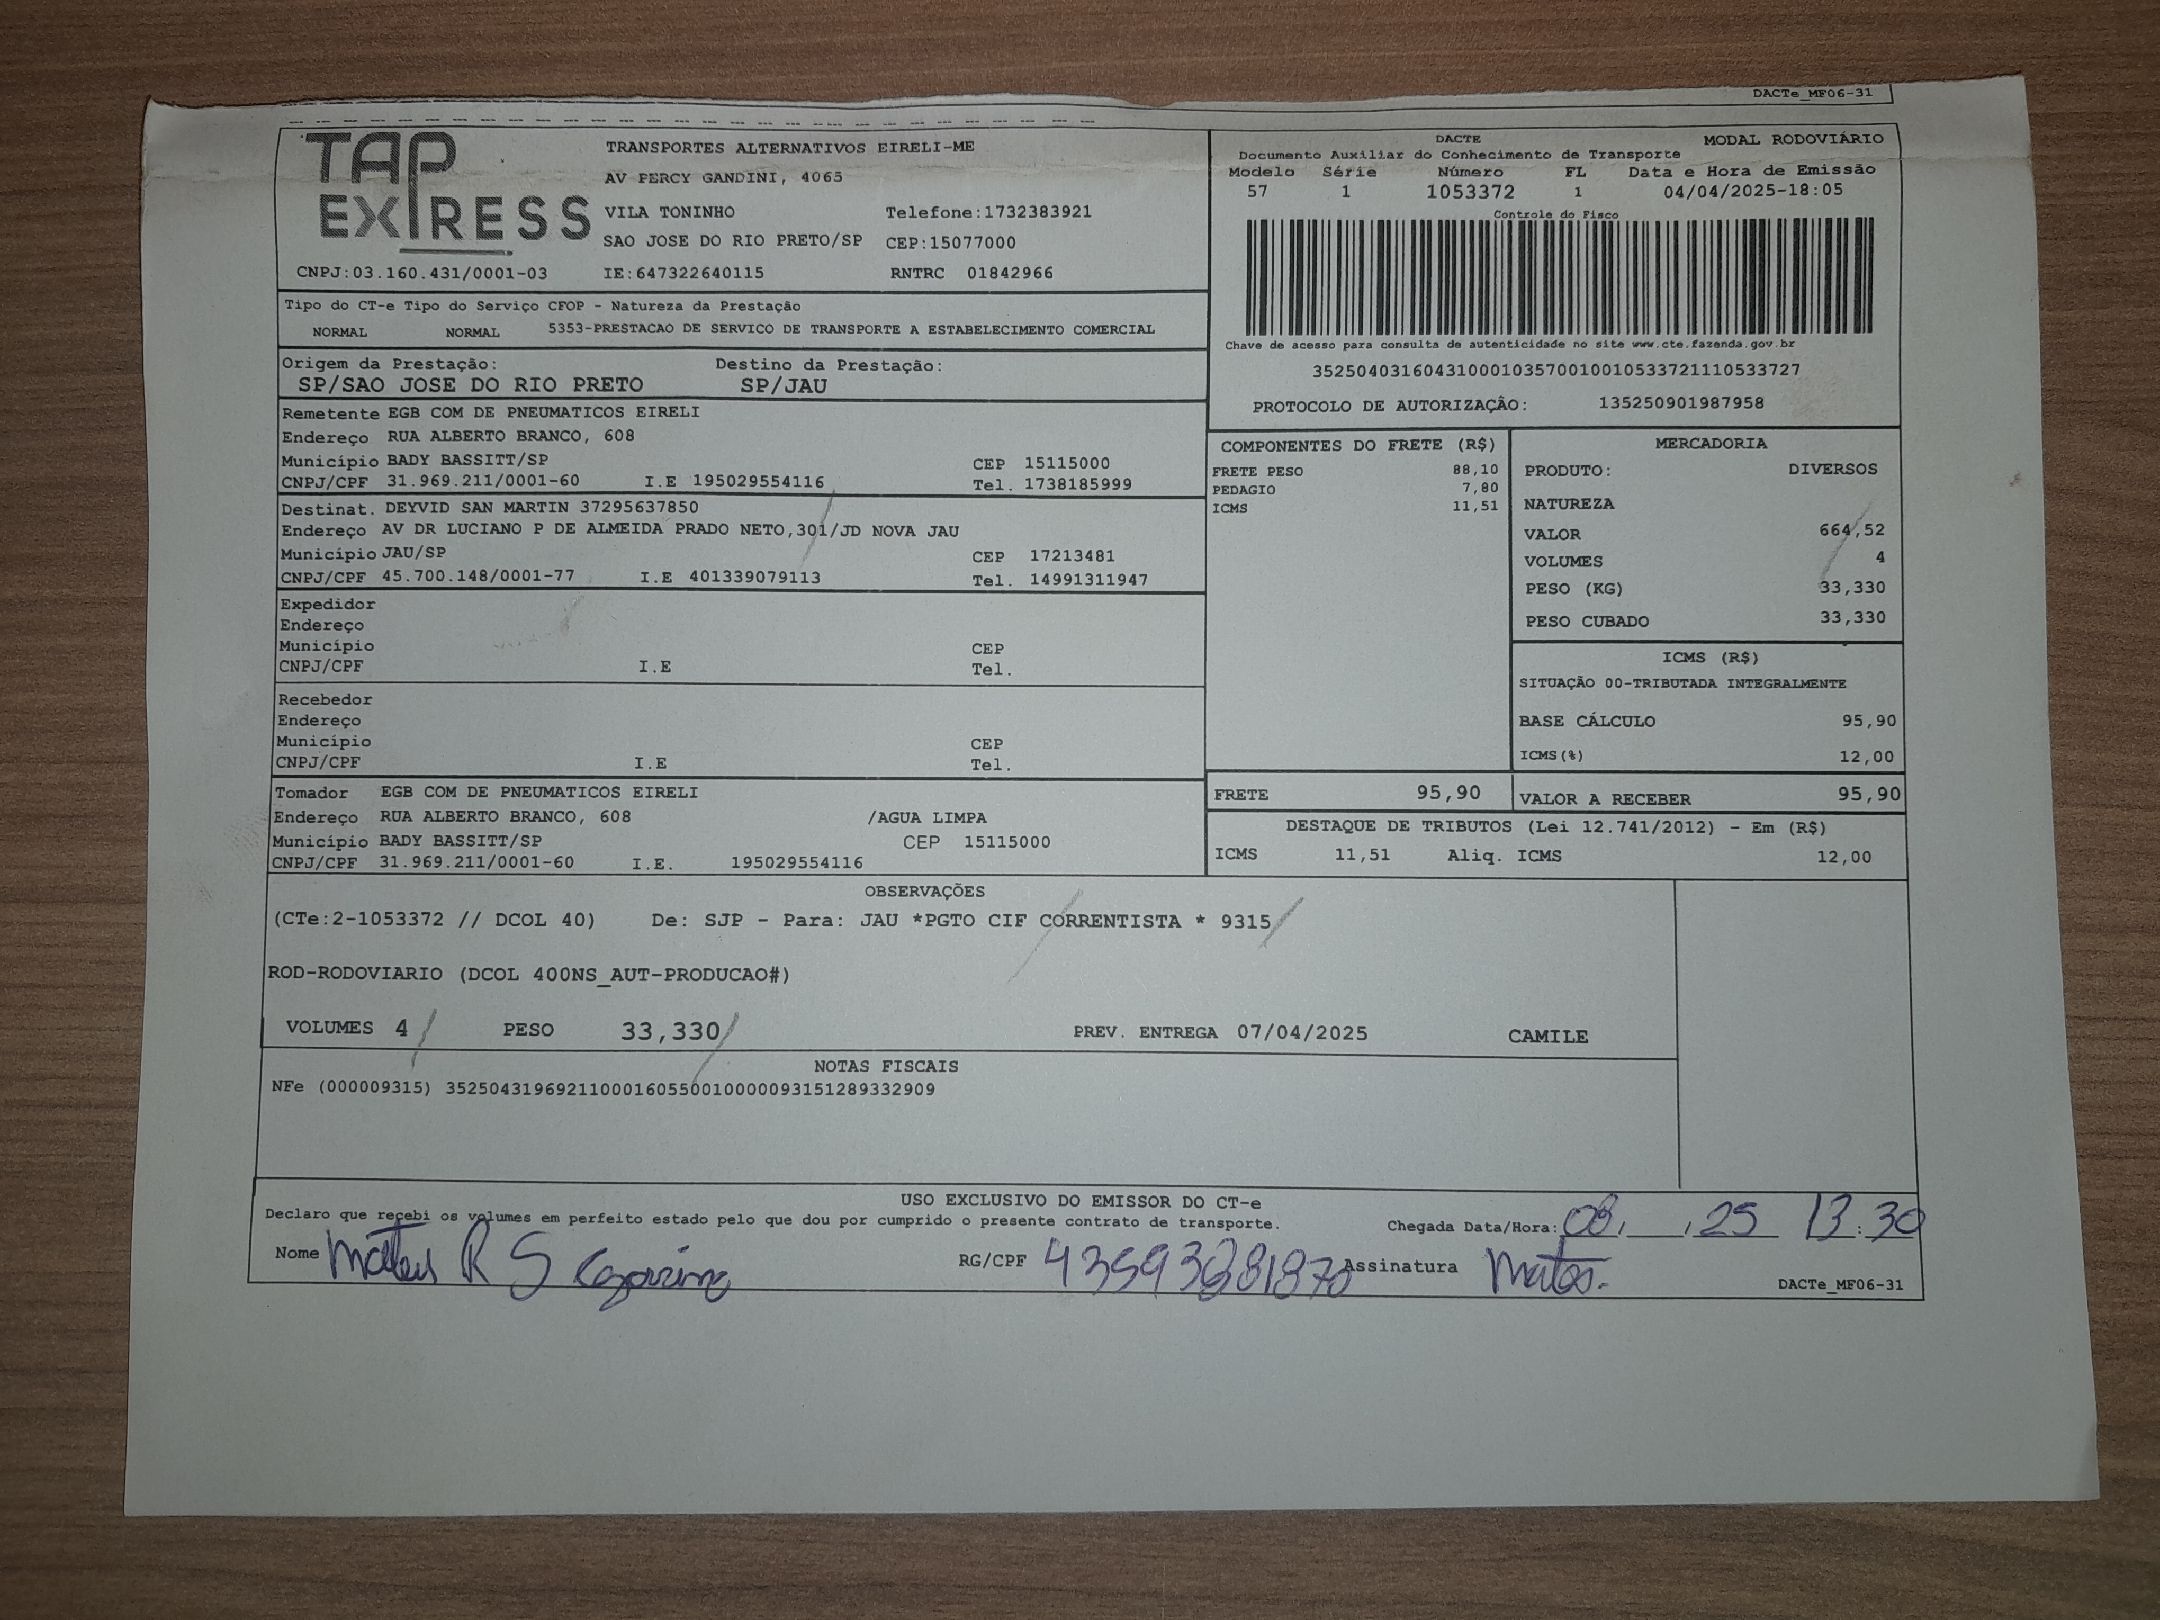 DACTe_MF06-31
TAP EXPRESS
TRANSPORTES ALTERNATIVOS EIRELI-ME
AV PERCY GANDINI, 4065
VILA TONINHO Telefone:1732383921
SAO JOSE DO RIO PRETO/SP CEP:15077000
CNPJ:03.160.431/0001-03 IE:647322640115 RNTRC 01842966
DACTE MODAL RODOVIÁRIO
Documento Auxiliar do Conhecimento de Transporte
Modelo Série Número FL Data e Hora de Emissão
57 1 1053372 1 04/04/2025-18:05
Controle do Fisco
Chave de acesso para consulta de autenticidade no site www.cte.fazenda.gov.br
35250403160431000103570010010533721110533727
PROTOCOLO DE AUTORIZAÇÃO: 135250901987958
Tipo do CT-e Tipo do Serviço CFOP - Natureza da Prestação
NORMAL NORMAL 5353-PRESTACAO DE SERVICO DE TRANSPORTE A ESTABELECIMENTO COMERCIAL
Origem da Prestação: Destino da Prestação:
SP/SAO JOSE DO RIO PRETO SP/JAU
Remetente EGB COM DE PNEUMATICOS EIRELI
Endereço RUA ALBERTO BRANCO, 608
Município BADY BASSITT/SP CEP 15115000
CNPJ/CPF 31.969.211/0001-60 I.E 195029554116 Tel. 1738185999
Destinat. DEYVID SAN MARTIN 37295637850
Endereço AV DR LUCIANO P DE ALMEIDA PRADO NETO,301/JD NOVA JAU
Município JAU/SP CEP 17213481
CNPJ/CPF 45.700.148/0001-77 I.E 401339079113 Tel. 14991311947
Expedidor
Endereço
Município CEP
CNPJ/CPF I.E Tel.
Recebedor
Endereço
Município CEP
CNPJ/CPF I.E Tel.
Tomador EGB COM DE PNEUMATICOS EIRELI
Endereço RUA ALBERTO BRANCO, 608 /AGUA LIMPA
Município BADY BASSITT/SP CEP 15115000
CNPJ/CPF 31.969.211/0001-60 I.E. 195029554116
COMPONENTES DO FRETE (R$)
FRETE PESO 88,10
PEDAGIO 7,80
ICMS 11,51
MERCADORIA
PRODUTO: DIVERSOS
NATUREZA
VALOR 664,52
VOLUMES 4
PESO (KG) 33,330
PESO CUBADO 33,330
ICMS (R$)
SITUAÇÃO 00-TRIBUTADA INTEGRALMENTE
BASE CÁLCULO 95,90
ICMS(%) 12,00
FRETE 95,90 VALOR A RECEBER 95,90
DESTAQUE DE TRIBUTOS (Lei 12.741/2012) - Em (R$)
ICMS 11,51 Aliq. ICMS 12,00
OBSERVAÇÕES
(CTe:2-1053372 // DCOL 40) De: SJP - Para: JAU *PGTO CIF CORRENTISTA * 9315
ROD-RODOVIARIO (DCOL 400NS_AUT-PRODUCAO#)
VOLUMES 4 PESO 33,330 PREV. ENTREGA 07/04/2025 CAMILE
NOTAS FISCAIS
NFe (000009315) 35250431969211000160550010000093151289332909
USO EXCLUSIVO DO EMISSOR DO CT-e
Declaro que recebi os volumes em perfeito estado pelo que dou por cumprido o presente contrato de transporte. Chegada Data/Hora: 08, , 25 13:30
Nome Mateus R S RG/CPF 43593281870 Assinatura
DACTe_MF06-31